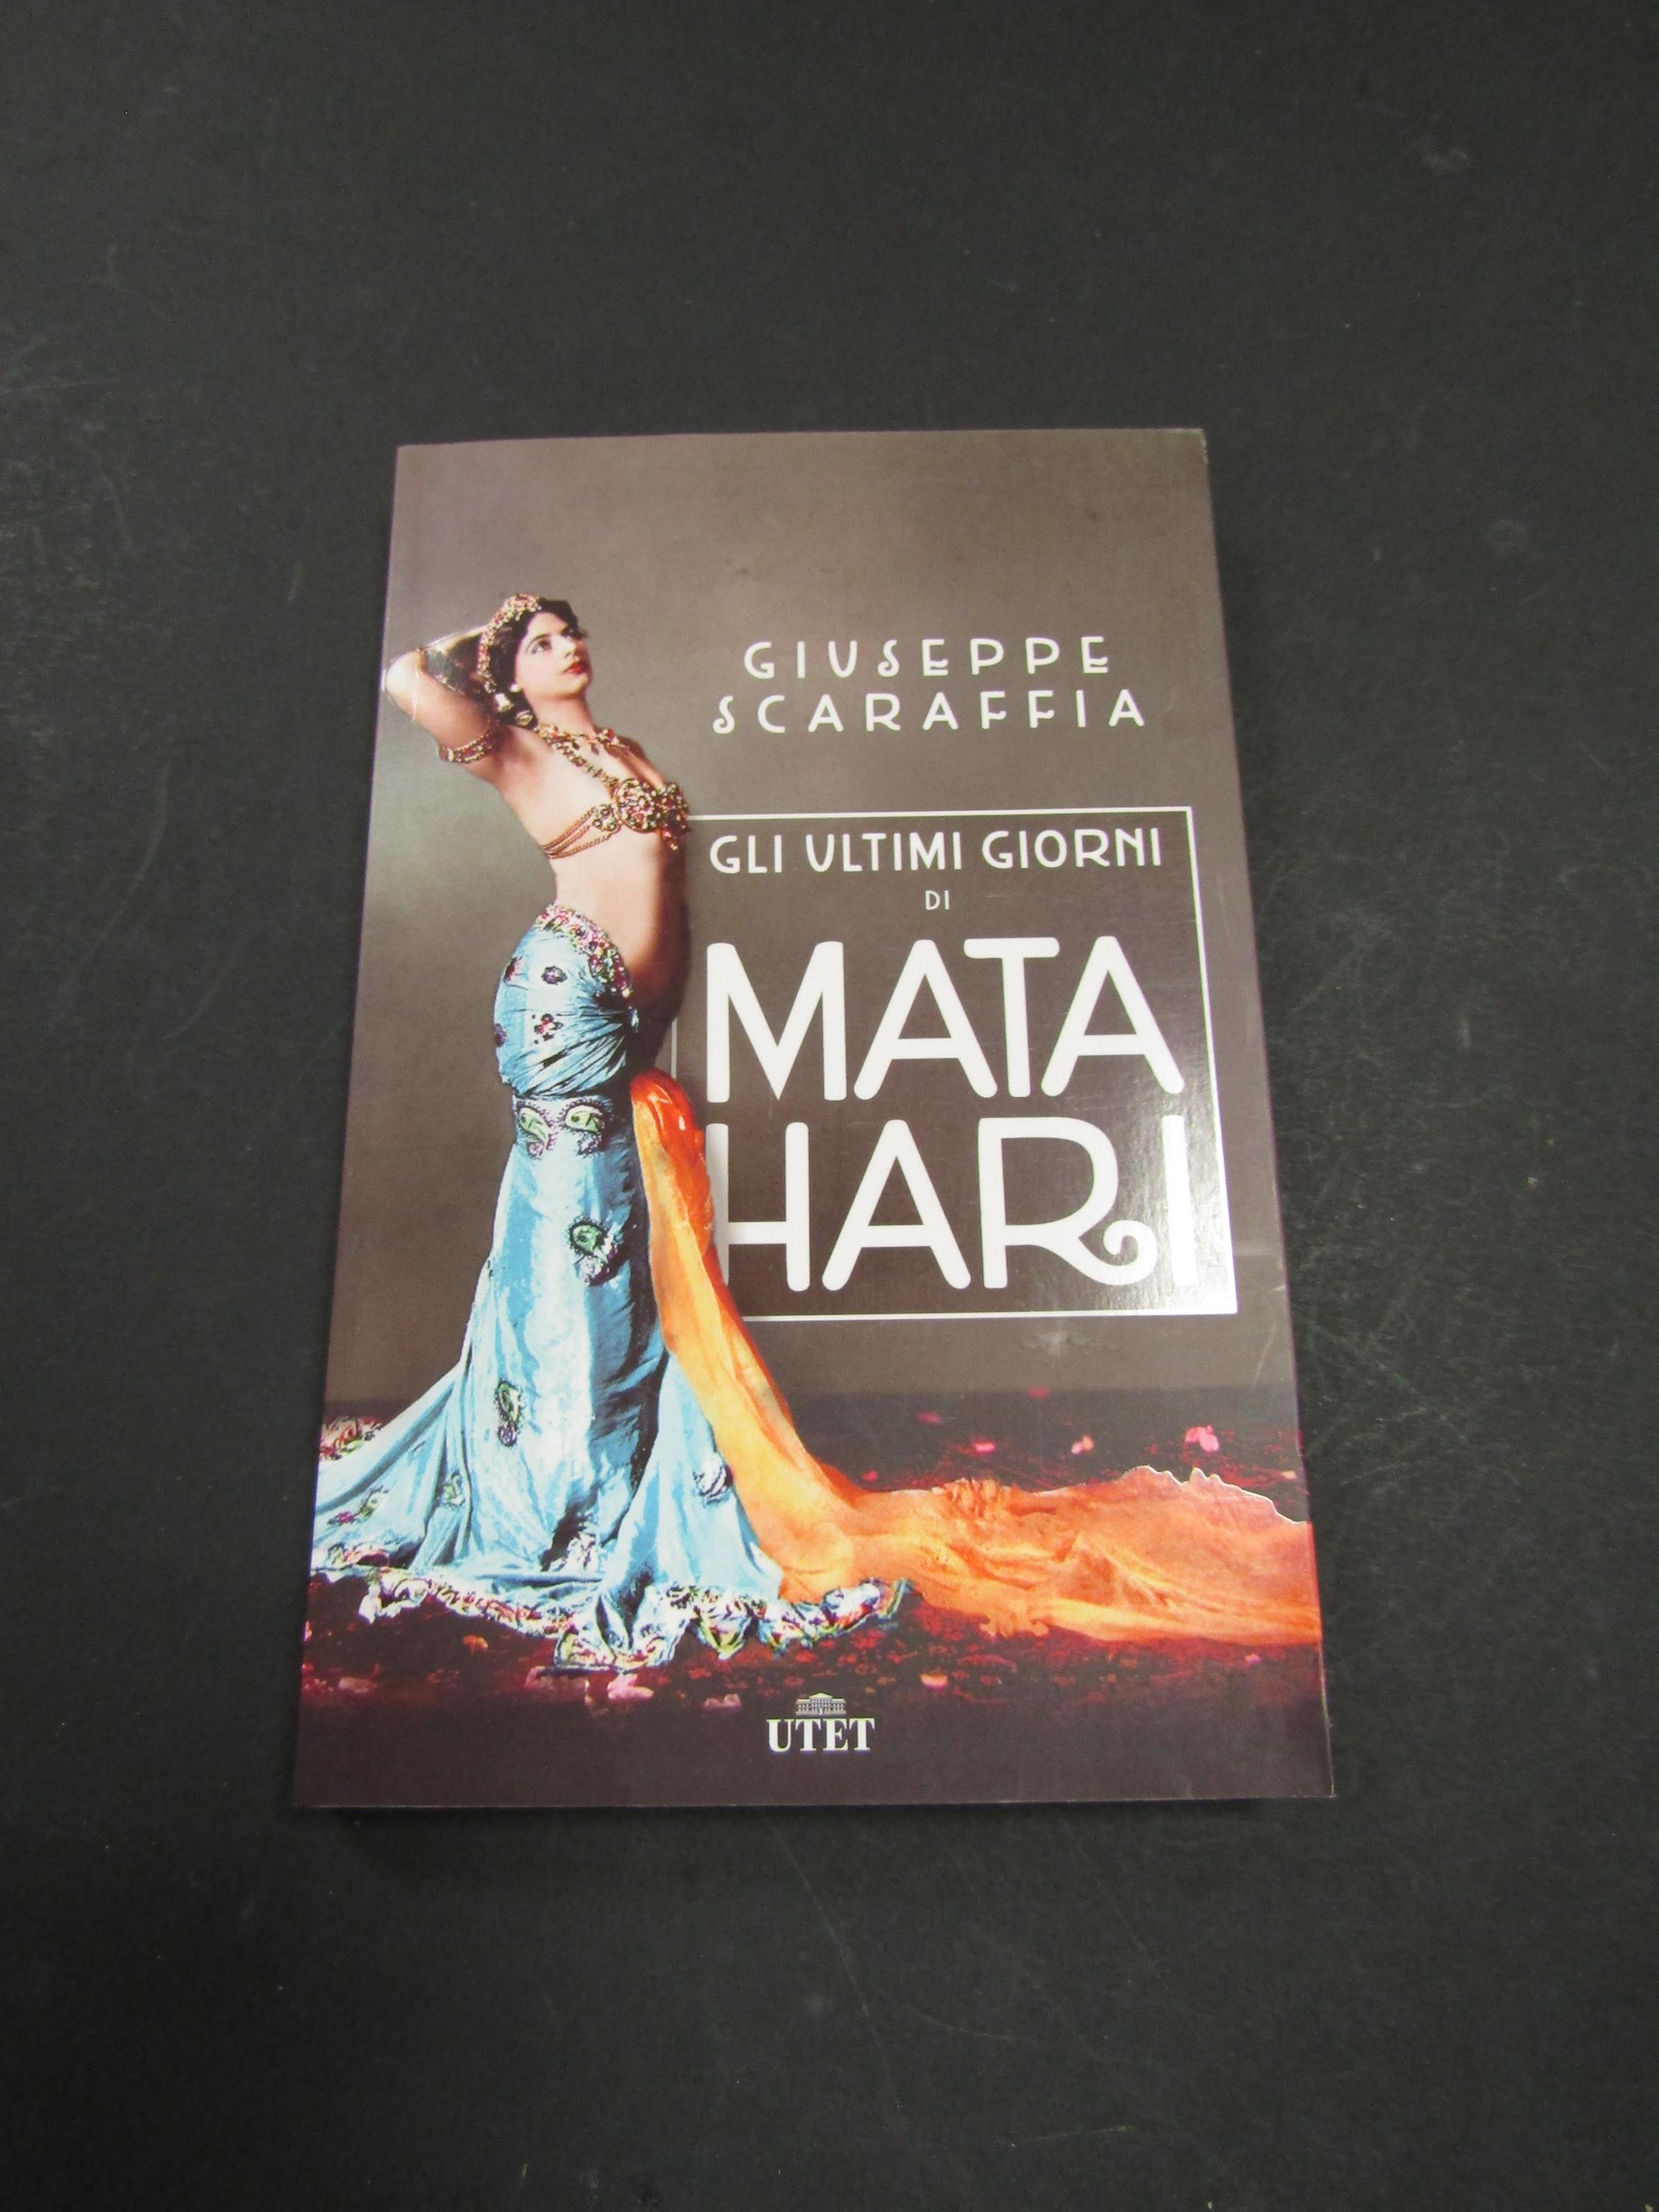 GIUSEPPE
SCARAFFIA
GLI ULTIMI GIORNI
DI
MATA
HARI
UTET